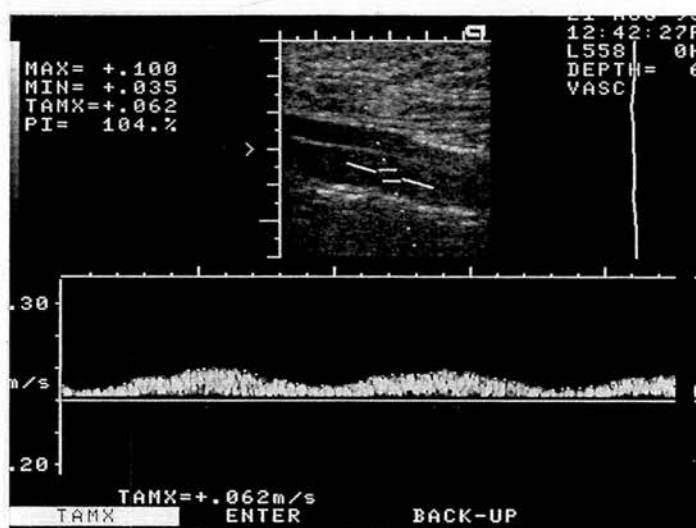 MAX= +.100
MIN= +.035
TAMX= +.062
PI= 104.%
12:42:27
L558
DEPTH=
VASC
.30
m/s
.20
TAMX=+.062m/s
TAMX ENTER BACK-UP